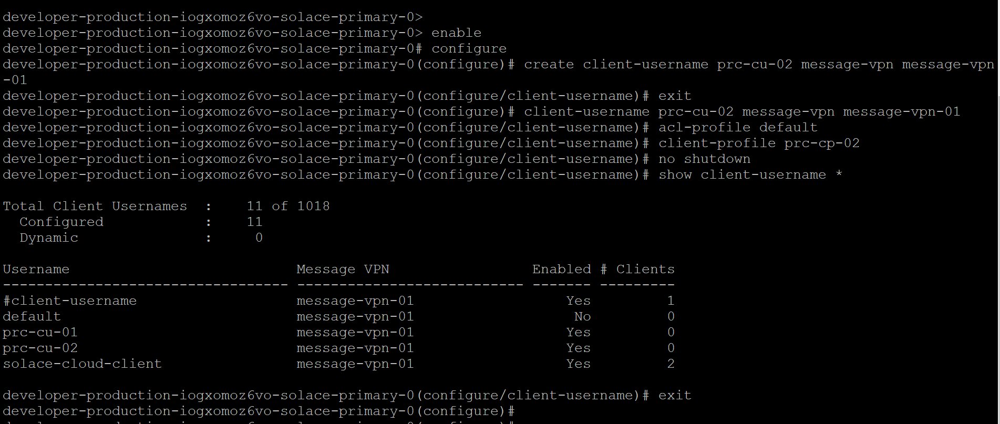 developer-production-iogxomoz6vo-solace-primary-0>
developer-production-iogxomoz6vo-solace-primary-0> enable
developer-production-iogxomoz6vo-solace-primary-0# configure
developer-production-iogxomoz6vo-solace-primary-0(configure)# create client-username prc-cu-02 message-vpn message-vpn
-01
developer-production-iogxomoz6vo-solace-primary-0(configure/client-username)# exit
developer-production-iogxomoz6vo-solace-primary-0(configure)# client-username prc-cu-02 message-vpn message-vpn-01
developer-production-iogxomoz6vo-solace-primary-0(configure/client-username)# acl-profile default
developer-production-iogxomoz6vo-solace-primary-0(configure/client-username)# client-profile prc-cp-02
developer-production-iogxomoz6vo-solace-primary-0(configure/client-username)# no shutdown
developer-production-iogxomoz6vo-solace-primary-0(configure/client-username)# show client-username *
Total Client Usernames  :    11 of 1018
  Configured            :    11
  Dynamic               :     0
Username                           Message VPN                 Enabled # Clients
---------------------------------- --------------------------- ------- ---------
#client-username                   message-vpn-01                  Yes         1
default                            message-vpn-01                   No         0
prc-cu-01                          message-vpn-01                  Yes         0
prc-cu-02                          message-vpn-01                  Yes         0
solace-cloud-client                message-vpn-01                  Yes         2
developer-production-iogxomoz6vo-solace-primary-0(configure/client-username)# exit
developer-production-iogxomoz6vo-solace-primary-0(configure)#